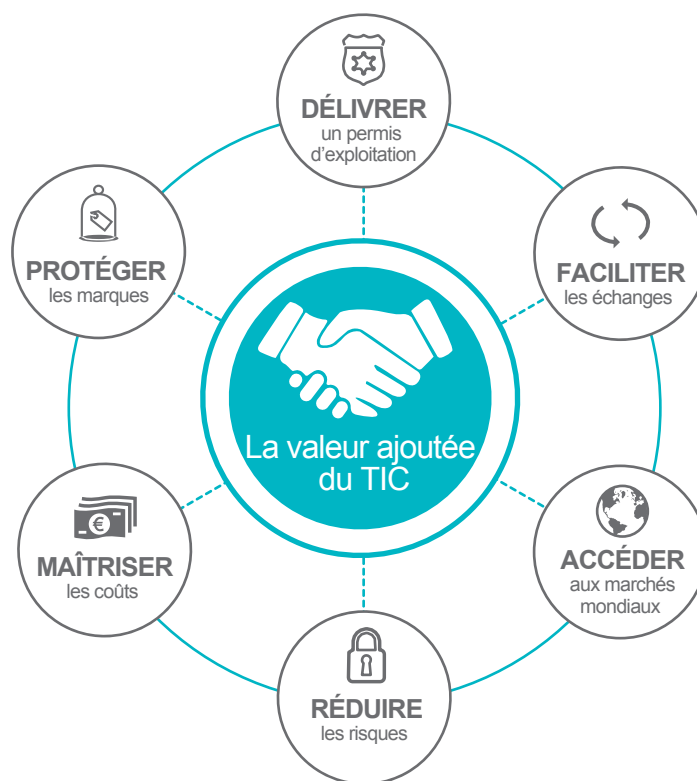 DÉLIVRER
un permis
d'exploitation
FACILITER
les échanges
ACCÉDER
aux marchés
mondiaux
RÉDUIRE
les risques
MAÎTRISER
les coûts
€
PROTÉGER
les marques
La valeur ajoutée
du TIC